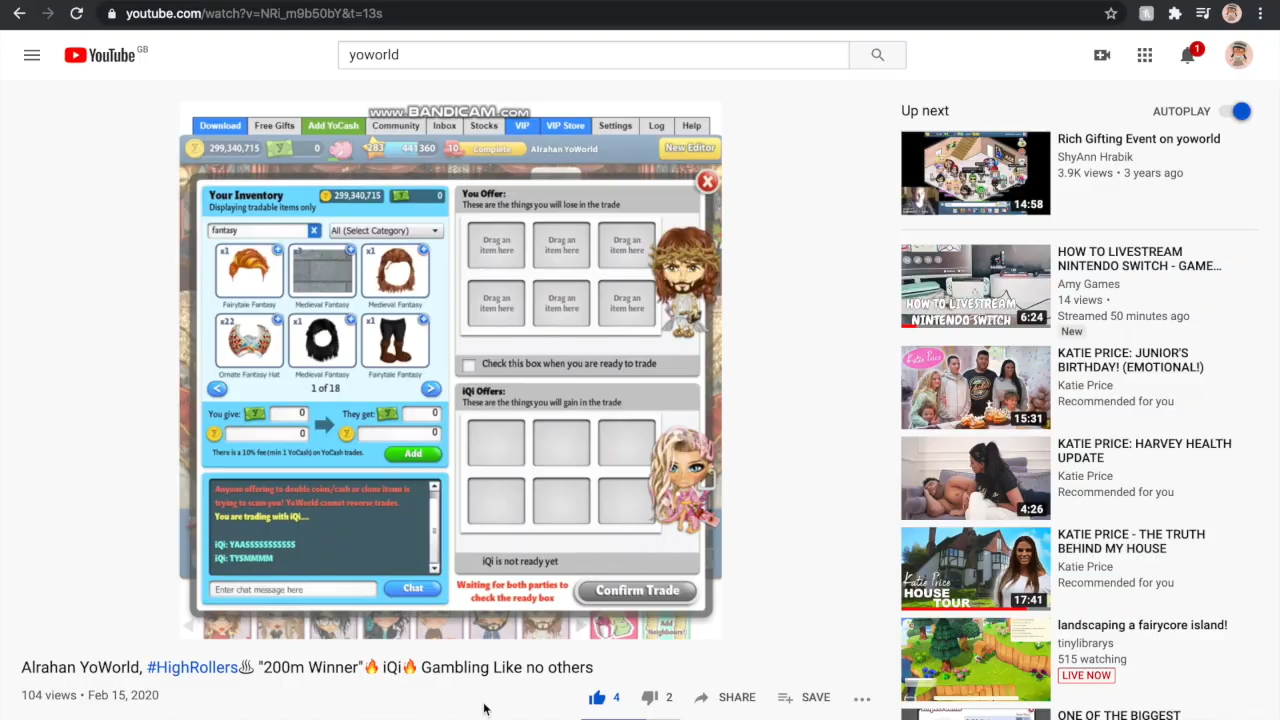 youtube.com/watch?v=NRi_m9b50bY&t=13s
YouTube GB
yoworld
1
www.BANDICAM.com
Download Free Gifts Add YoCash Community Inbox Stocks VIP VIP Store Settings Log Help
299,340,715 0 283 441 360 10 Complete Alrahan YoWorld New Editor
Your Inventory 299,340,715 0
Displaying tradable items only
fantasy X All (Select Category)
x1 x1
Fairytale Fantasy Medieval Fantasy Medieval Fantasy
x22 x1 x1
Ornate Fantasy Hat Medieval Fantasy Fairytale Fantasy
1 of 18
You give: 0 They get: 0
0 0
There is a 10% fee(min 1 YoCash) on YoCash trades. Add
Anyone offering to double coins/cash or clone items is
trying to scam you! YoWorld cannot reverse trades.
You are trading with iQi....
iQi: YAASSSSSSSSSS
iQi: TYSMMMM
Enter chat message here Chat
You Offer:
These are the things you will lose in the trade
Drag an item here Drag an item here Drag an item here
Drag an item here Drag an item here Drag an item here
Check this box when you are ready to trade
iQi Offers:
These are the things you will gain in the trade
iQi is not ready yet
Waiting for both parties to
check the ready box
Confirm Trade
Add
Neighbours!
Alrahan YoWorld, #HighRollers♨ "200m Winner"🔥 iQi🔥 Gambling Like no others
104 views • Feb 15, 2020
4 2 SHARE SAVE
Up next AUTOPLAY
Rich Gifting Event on yoworld
ShyAnn Hrabik
3.9K views • 3 years ago
14:58
HOW TO LIVESTREAM
NINTENDO SWITCH - GAME...
Amy Games
14 views •
Streamed 50 minutes ago
New
HOW TO LIVESTREAM
NINTENDO SWITCH
6:24
KATIE PRICE: JUNIOR'S
BIRTHDAY! (EMOTIONAL!)
Katie Price
Recommended for you
Katie Price
15:31
KATIE PRICE: HARVEY HEALTH
UPDATE
Katie Price
Recommended for you
4:26
KATIE PRICE - THE TRUTH
BEHIND MY HOUSE
Katie Price
Recommended for you
Katie Price
HOUSE
TOUR
17:41
landscaping a fairycore island!
tinylibrarys
515 watching
LIVE NOW
ONE OF THE BIGGEST